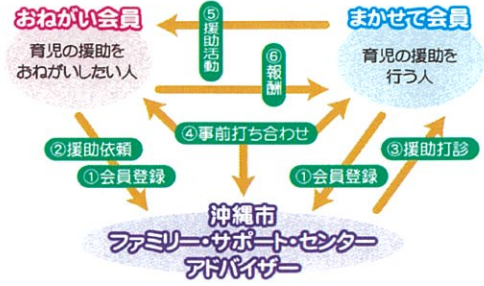 おねがい会員
育児の援助を
おねがいしたい人
⑤援助活動
⑥報酬
まかせて会員
育児の援助を
行う人
②援助依頼
①会員登録
④事前打ち合わせ
①会員登録
③援助打診
沖縄市
ファミリー・サポート・センター
アドバイザー